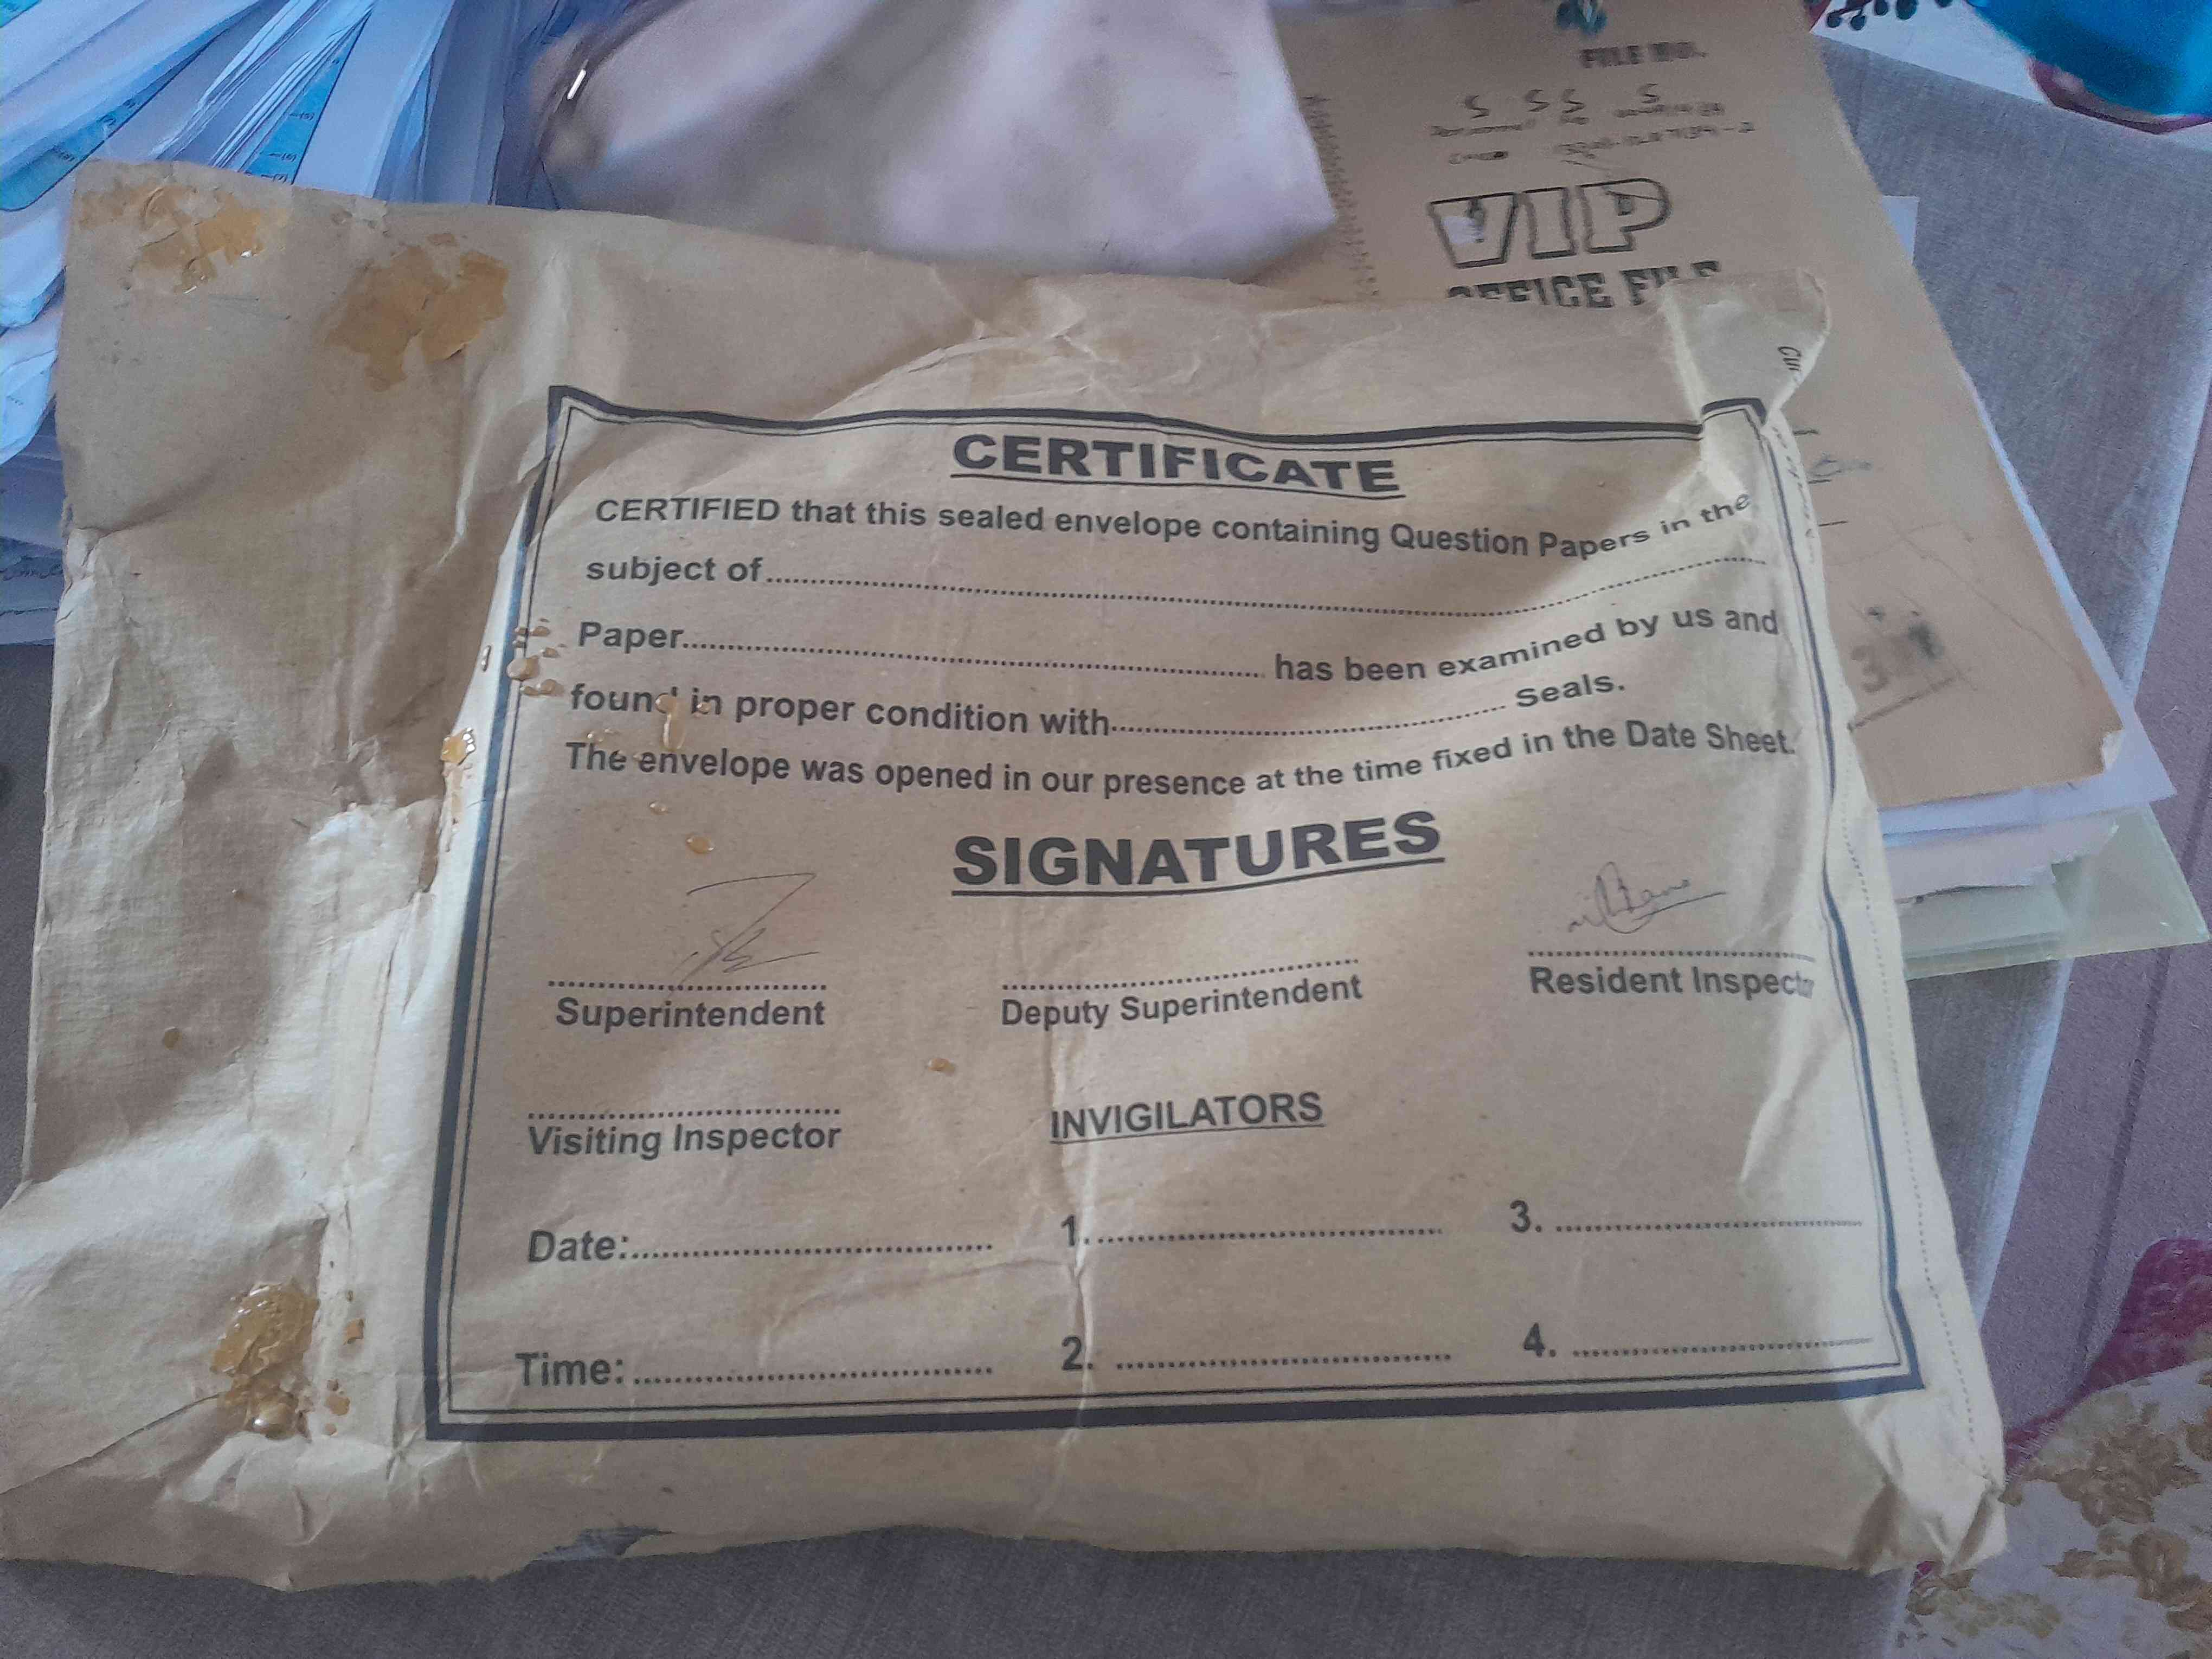 FILE NO.
VIP
OFFICE FILE
CERTIFICATE
CERTIFIED that this sealed envelope containing Question Papers in the
subject of
Paper has been examined by us and
found in proper condition with Seals.
The envelope was opened in our presence at the time fixed in the Date Sheet.
SIGNATURES
Superintendent Deputy Superintendent Resident Inspector
Visiting Inspector INVIGILATORS
Date: 1. 3.
Time: 2. 4.